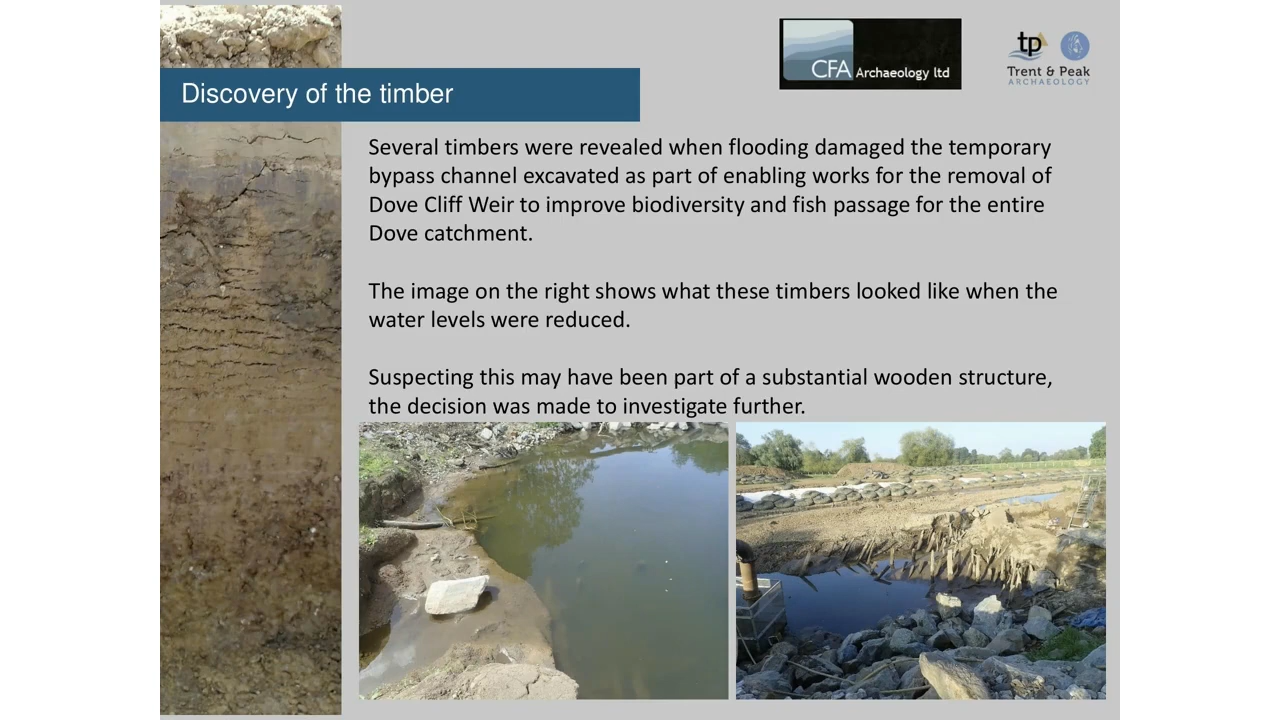 CFA Archaeology ltd
tp
Trent & Peak
ARCHAEOLOGY
Discovery of the timber
Several timbers were revealed when flooding damaged the temporary
bypass channel excavated as part of enabling works for the removal of
Dove Cliff Weir to improve biodiversity and fish passage for the entire
Dove catchment.
The image on the right shows what these timbers looked like when the
water levels were reduced.
Suspecting this may have been part of a substantial wooden structure,
the decision was made to investigate further.